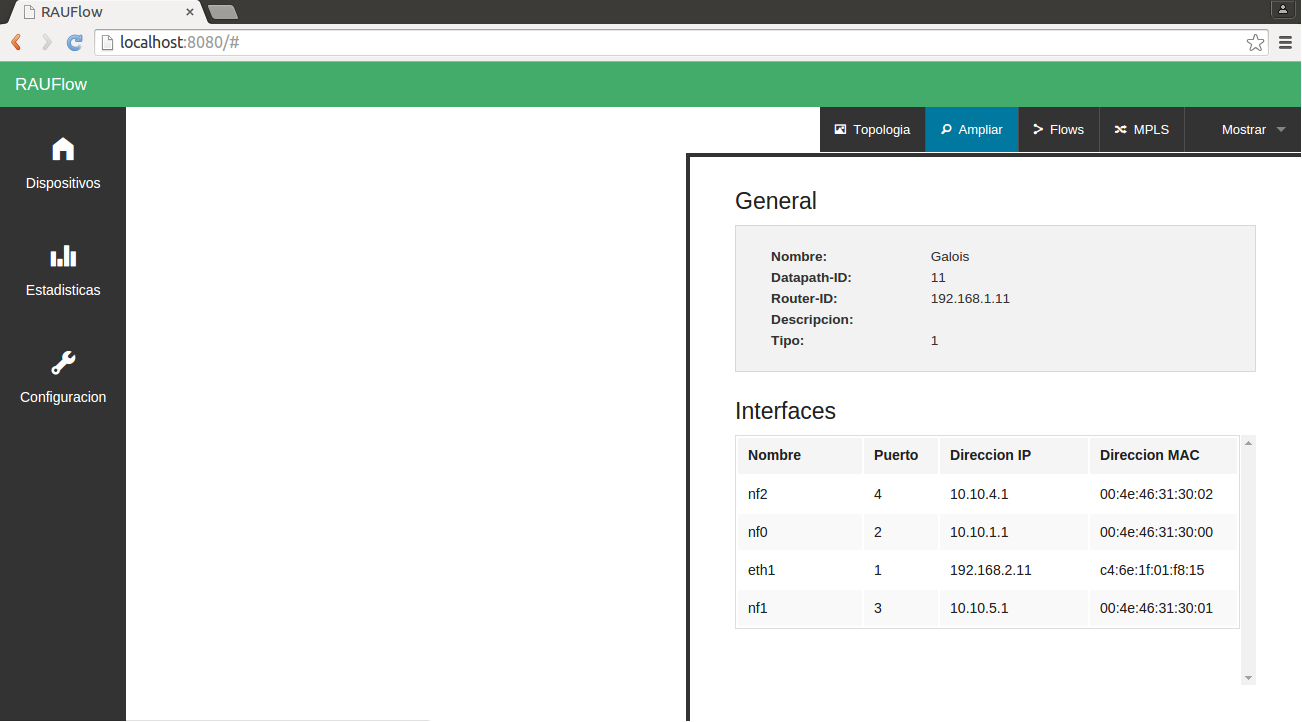 RAUFlow
localhost:8080/#
RAUFlow
Topologia Ampliar Flows MPLS Mostrar
Dispositivos
Estadisticas
Configuracion
General
Nombre: Galois
Datapath-ID: 11
Router-ID: 192.168.1.11
Descripcion:
Tipo: 1
Interfaces
Nombre Puerto Direccion IP Direccion MAC
nf2 4 10.10.4.1 00:4e:46:31:30:02
nf0 2 10.10.1.1 00:4e:46:31:30:00
eth1 1 192.168.2.11 c4:6e:1f:01:f8:15
nf1 3 10.10.5.1 00:4e:46:31:30:01